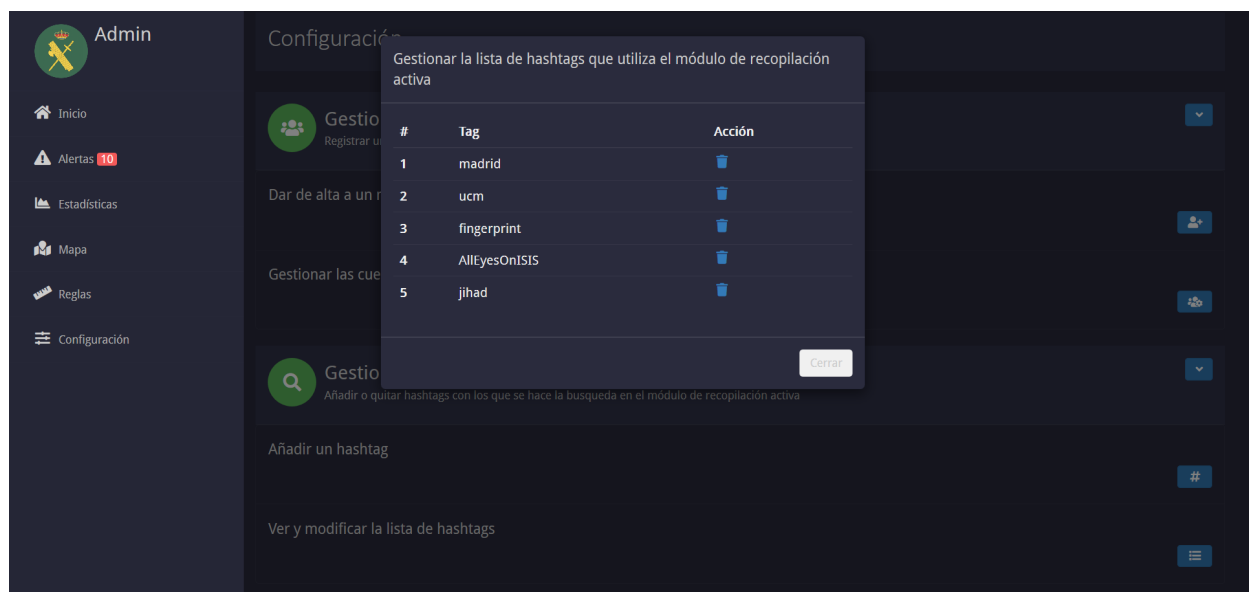 Admin
Inicio
Alertas 10
Estadísticas
Mapa
Reglas
Configuración
Configuració
Gestio
Registrar u
Dar de alta a un
Gestionar las cue
Gestio
Añadir o quitar hashtags con los que se hace la busqueda en el módulo de recopilación activa
Añadir un hashtag
#
Ver y modificar la lista de hashtags
Gestionar la lista de hashtags que utiliza el módulo de recopilación
activa
# Tag Acción
1 madrid
2 ucm
3 fingerprint
4 AllEyesOnISIS
5 jihad
Cerrar